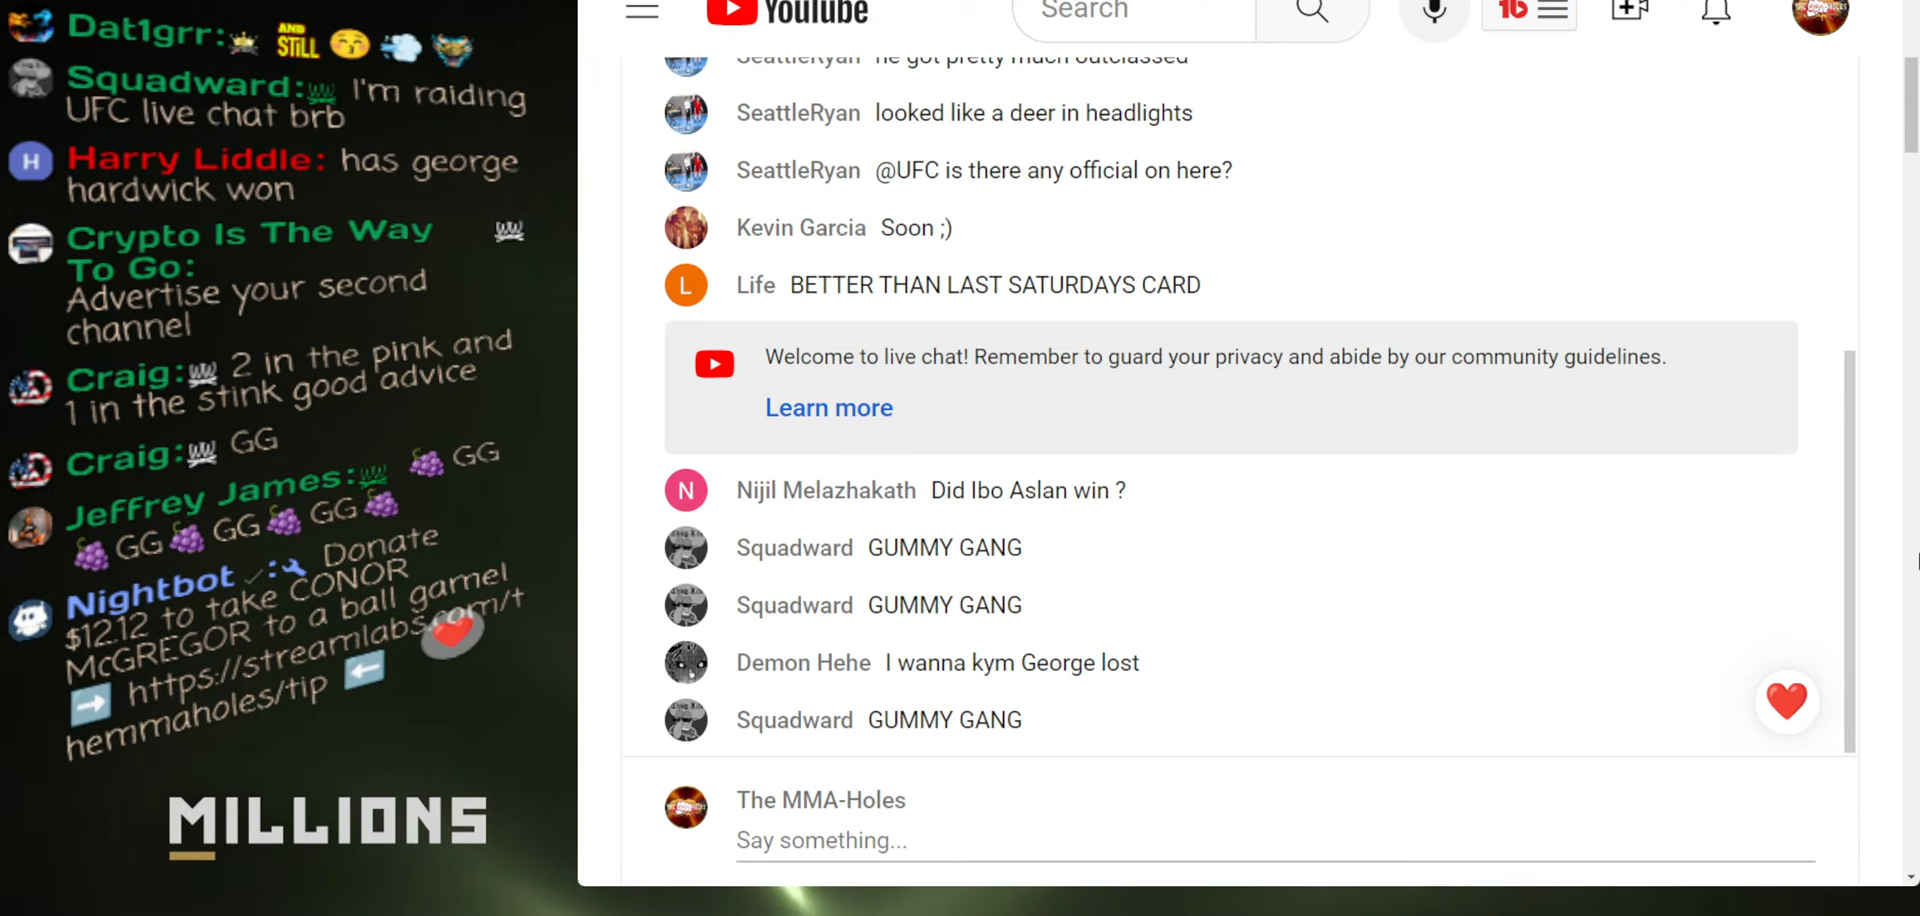 Dat1grr:
AND
STILL
Squadward: I'm raiding
UFC live chat brb
H
Harry Liddle: has george
hardwick won
Crypto Is The Way
To Go:
Advertise your second
channel
Craig: 2 in the pink and
1 in the stink good advice
Craig: GG
Jeffrey James: GG
GG GG GG
Nightbot ✓: Donate
$12.12 to take CONOR
McGREGOR to a ball game!
➡ https://streamlabs.com/t
hemmaholes/tip ⬅
MILLIONS
YouTube
Search
16
SeattleRyan he got pretty much outclassed
SeattleRyan looked like a deer in headlights
SeattleRyan @UFC is there any official on here?
Kevin Garcia Soon ;)
L
Life BETTER THAN LAST SATURDAYS CARD
Welcome to live chat! Remember to guard your privacy and abide by our community guidelines.
Learn more
N
Nijil Melazhakath Did Ibo Aslan win ?
Squadward GUMMY GANG
Squadward GUMMY GANG
Demon Hehe I wanna kym George lost
Squadward GUMMY GANG
The MMA-Holes
Say something...